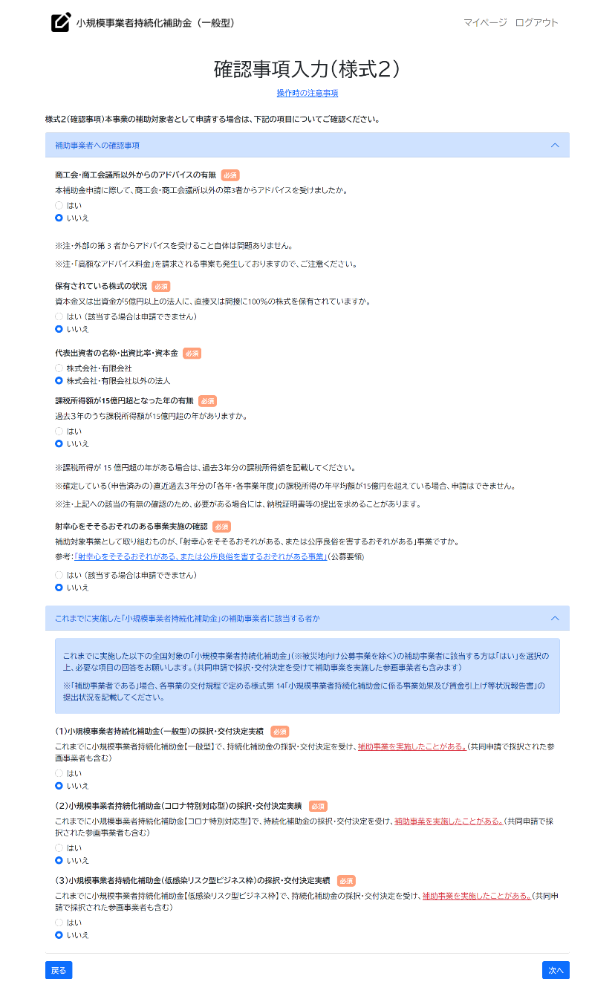 小規模事業者持続化補助金（一般型）
マイページ ログアウト
確認事項入力(様式2)
操作時の注意事項
様式2(確認事項)本事業の補助対象者として申請する場合は、下記の項目についてご確認ください。
補助事業者への確認事項
商工会・商工会議所以外からのアドバイスの有無 必須
本補助金申請に際して、商工会・商工会議所以外の第3者からアドバイスを受けましたか。
はい
いいえ
※注・外部の第 3 者からアドバイスを受けること自体は問題ありません。
※注・「高額なアドバイス料金」を請求される事案も発生しておりますので、ご注意ください。
保有されている株式の状況 必須
資本金又は出資金が5億円以上の法人に、直接又は間接に100%の株式を保有されていますか。
はい (該当する場合は申請できません)
いいえ
代表出資者の名称・出資比率・資本金 必須
株式会社・有限会社
株式会社・有限会社以外の法人
課税所得額が15億円超となった年の有無 必須
過去3年のうち課税所得額が15億円超の年がありますか。
はい
いいえ
※課税所得が 15 億円超の年がある場合は、過去3年分の課税所得額を記載してください。
※確定している(申告済みの)直近過去3年分の「各年・各事業年度」の課税所得の年平均額が15億円を超えている場合、申請はできません。
※注・上記への該当の有無の確認のため、必要がある場合には、納税証明書等の提出を求めることがあります。
射幸心をそそるおそれのある事業実施の確認 必須
補助対象事業として取り組むものが、「射幸心をそそるおそれがある、または公序良俗を害するおそれがある」事業ですか。
参考:「射幸心をそそるおそれがある、または公序良俗を害するおそれがある事業」(公募要領)
はい (該当する場合は申請できません)
いいえ
これまでに実施した「小規模事業者持続化補助金」の補助事業者に該当する者か
これまでに実施した以下の全国対象の「小規模事業者持続化補助金」(※被災地向け公募事業を除く)の補助事業者に該当する方は「はい」を選択の
上、必要な項目の回答をお願いします。(共同申請で採択・交付決定を受けて補助事業を実施した参画事業者も含みます)
※「補助事業者である」場合、各事業の交付規程で定める様式第 14「小規模事業者持続化補助金に係る事業効果及び賃金引上げ等状況報告書」の
提出状況を記載してください。
(1)小規模事業者持続化補助金(一般型)の採択・交付決定実績 必須
これまでに小規模事業者持続化補助金【一般型】で、持続化補助金の採択・交付決定を受け、補助事業を実施したことがある。(共同申請で採択された参
画事業者も含む)
はい
いいえ
(2)小規模事業者持続化補助金(コロナ特別対応型)の採択・交付決定実績 必須
これまでに小規模事業者持続化補助金【コロナ特別対応型】で、持続化補助金の採択・交付決定を受け、補助事業を実施したことがある。(共同申請で採
択された参画事業者も含む)
はい
いいえ
(3)小規模事業者持続化補助金(低感染リスク型ビジネス枠)の採択・交付決定実績 必須
これまでに小規模事業者持続化補助金【低感染リスク型ビジネス枠】で、持続化補助金の採択・交付決定を受け、補助事業を実施したことがある。(共同申
請で採択された参画事業者も含む)
はい
いいえ
戻る 次へ